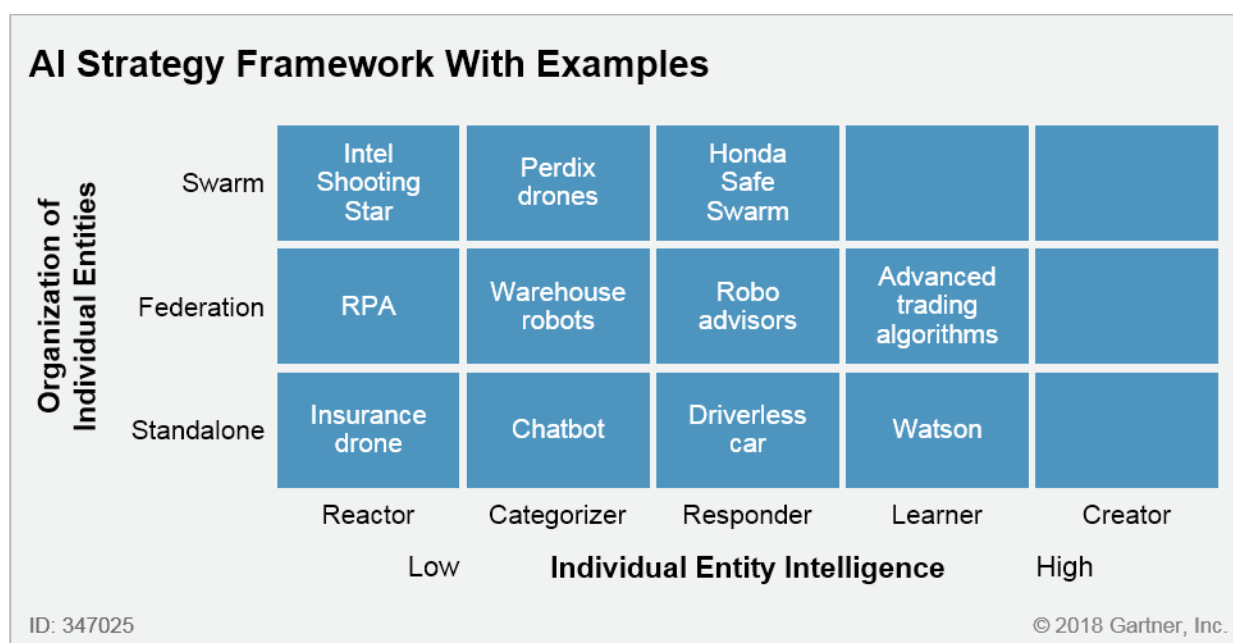 AI Strategy Framework With Examples
Organization of
Individual Entities
Swarm
Intel
Shooting
Star
Perdix
drones
Honda
Safe
Swarm
Federation
RPA
Warehouse
robots
Robo
advisors
Advanced
trading
algorithms
Standalone
Insurance
drone
Chatbot
Driverless
car
Watson
Reactor
Categorizer
Responder
Learner
Creator
Low
Individual Entity Intelligence
High
ID: 347025
© 2018 Gartner, Inc.